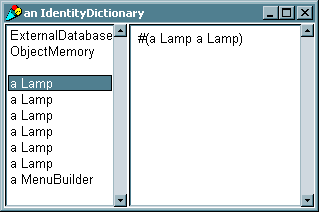 an IdentityDictionary
ExternalDatabase
ObjectMemory
a Lamp
a Lamp
a Lamp
a Lamp
a Lamp
a Lamp
a MenuBuilder
#(a Lamp a Lamp)